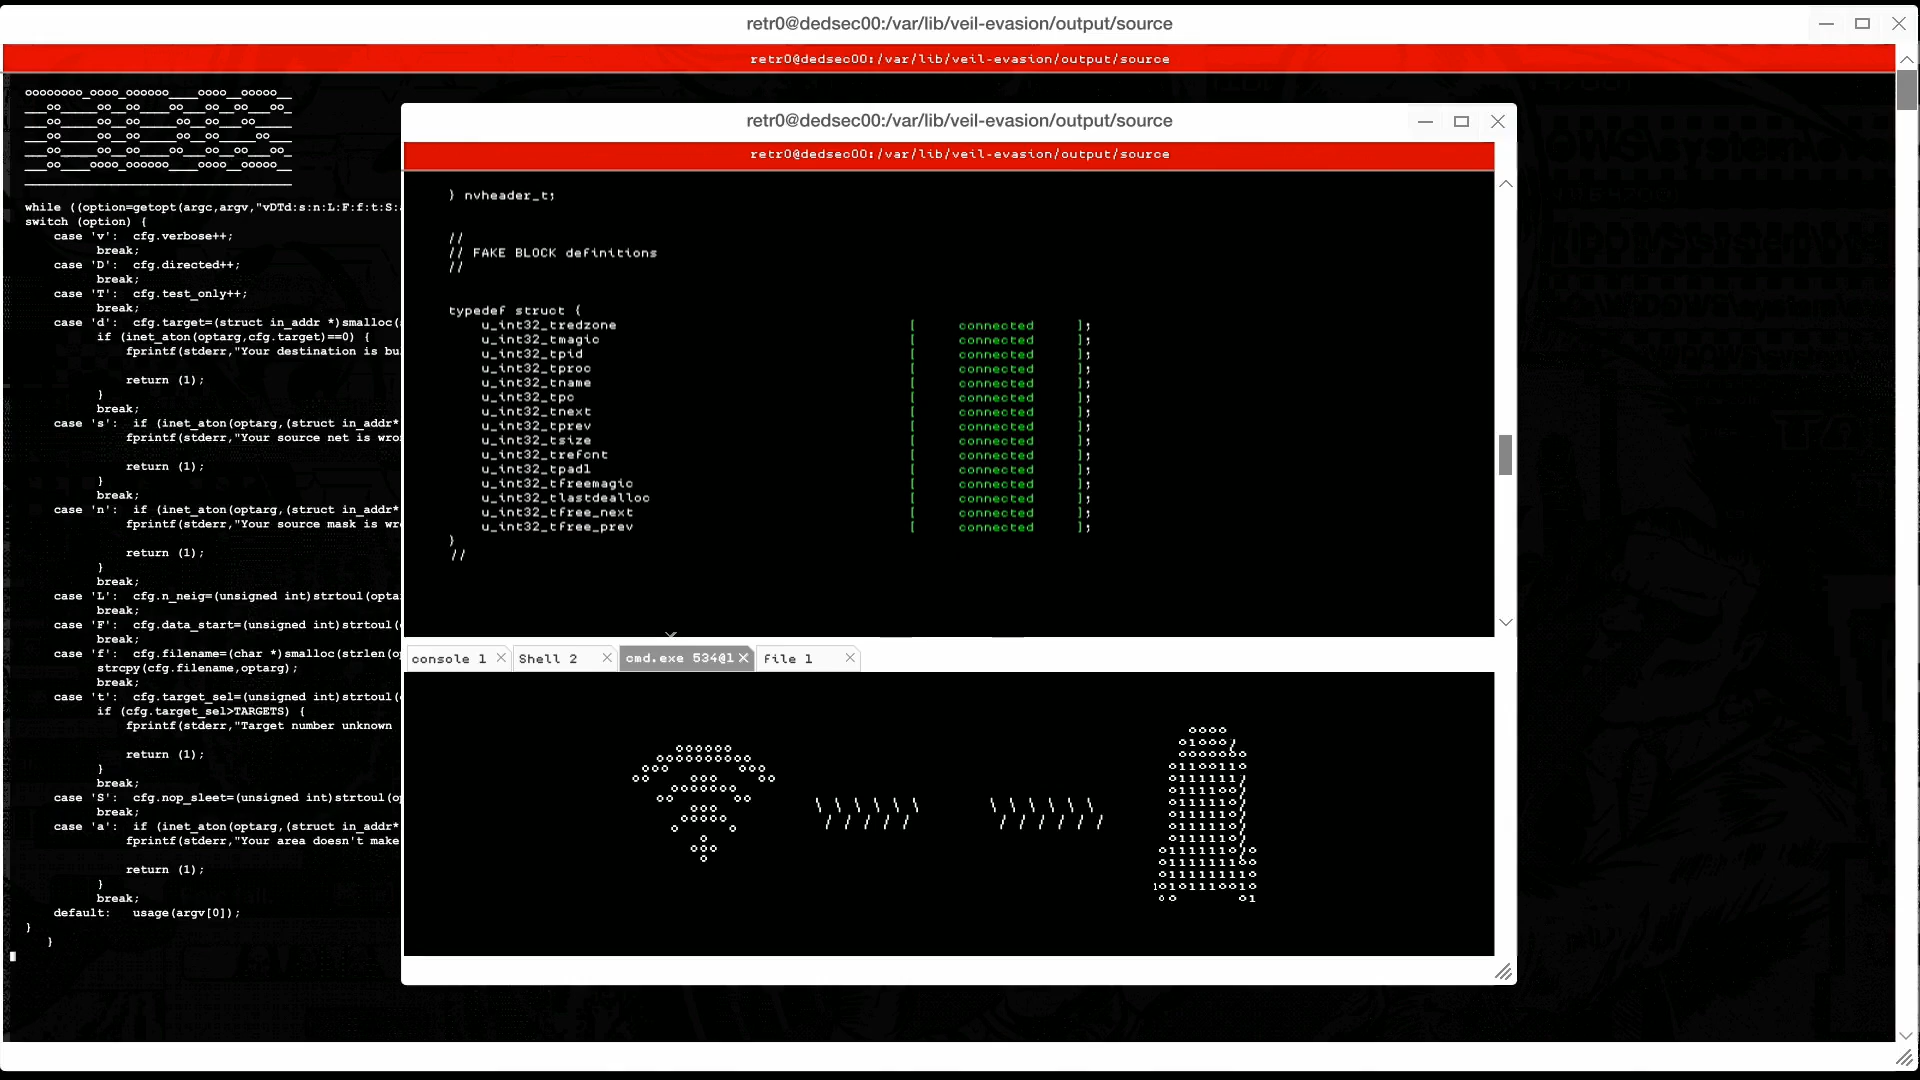 retr0@dedsec00:/var/lib/veil-evasion/output/source
retr0@dedsec00:/var/lib/veil-evasion/output/source
while ((option=getopt(argc,argv,"vDTd:s:n:L:F:f:t:S:
switch (option) {
case 'v': cfg.verbose++;
break;
case 'D': cfg.directed++;
break;
case 'T': cfg.test_only++;
break;
case 'd': cfg.target=(struct in_addr *)smalloc(
if (inet_aton(optarg,cfg.target)==0) {
fprintf(stderr,"Your destination is bu
return (1);
}
break;
case 's': if (inet_aton(optarg,(struct in_addr*
fprintf(stderr,"Your source net is wro
return (1);
}
break;
case 'n': if (inet_aton(optarg,(struct in_addr*
fprintf(stderr,"Your source mask is wr
return (1);
}
break;
case 'L': cfg.n_neig=(unsigned int)strtoul(opta
break;
case 'F': cfg.data_start=(unsigned int)strtoul(
break;
case 'f': cfg.filename=(char *)smalloc(strlen(op
strcpy(cfg.filename,optarg);
break;
case 't': cfg.target_sel=(unsigned int)strtoul(
if (cfg.target_sel>TARGETS) {
fprintf(stderr,"Target number unknown
return (1);
}
break;
case 'S': cfg.nop_sleet=(unsigned int)strtoul(o
break;
case 'a': if (inet_aton(optarg,(struct in_addr*
fprintf(stderr,"Your area doesn't make
return (1);
}
break;
default: usage(argv[0]);
}
}
retr0@dedsec00:/var/lib/veil-evasion/output/source
retr0@dedsec00:/var/lib/veil-evasion/output/source
} nvheader_t;
//
// FAKE BLOCK definitions
//
typedef struct {
u_int32_tredzone [ connected ];
u_int32_tmagic [ connected ];
u_int32_tpid [ connected ];
u_int32_tproc [ connected ];
u_int32_tname [ connected ];
u_int32_tpc [ connected ];
u_int32_tnext [ connected ];
u_int32_tprev [ connected ];
u_int32_tsize [ connected ];
u_int32_trefcnt [ connected ];
u_int32_tpad1 [ connected ];
u_int32_tfreemagic [ connected ];
u_int32_tlastdealloc [ connected ];
u_int32_tfree_next [ connected ];
u_int32_tfree_prev [ connected ];
}
//
console 1
Shell 2
cmd.exe 534@1
File 1